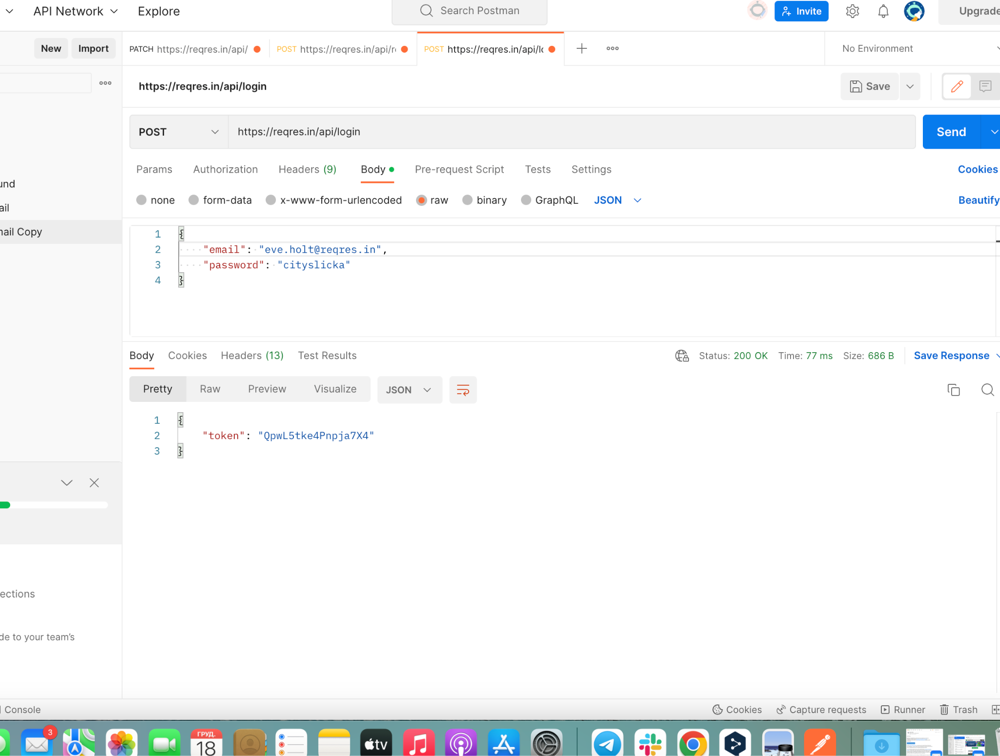 API Network Explore Search Postman Invite Upgrade
New Import PATCH https://reqres.in/api/ POST https://reqres.in/api/r POST https://reqres.in/api/lo No Environment
https://reqres.in/api/login Save
POST https://reqres.in/api/login Send
Params Authorization Headers (9) Body Pre-request Script Tests Settings Cookies
und
none form-data x-www-form-urlencoded raw binary GraphQL JSON Beautify
ail
mail Copy
1 {
2 "email": "eve.holt@reqres.in",
3 "password": "cityslicka"
4 }
Body Cookies Headers (13) Test Results Status: 200 OK Time: 77 ms Size: 686 B Save Response
Pretty Raw Preview Visualize JSON
1 {
2 "token": "QpwL5tke4Pnpja7X4"
3 }
ections
de to your team's
Console Cookies Capture requests Runner Trash
3
ГРУД.
18
tv